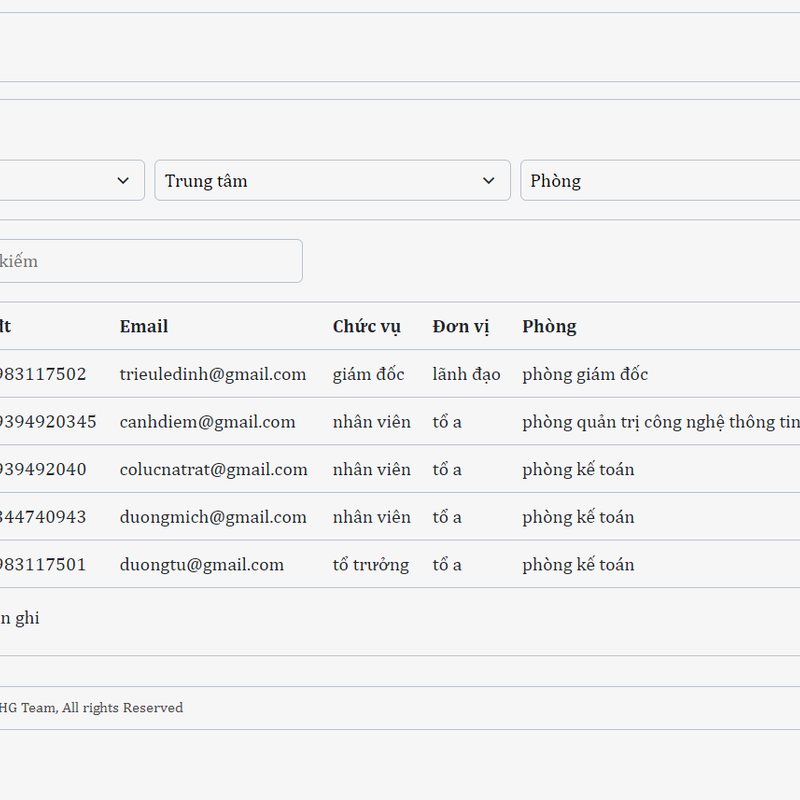 Trung tâm Phòng
kiếm
Email Chức vụ Đơn vị Phòng
983117502 trieuledinh@gmail.com giám đốc lãnh đạo phòng giám đốc
9394920345 canhdiem@gmail.com nhân viên tổ a phòng quản trị công nghệ thông tin
939492040 colucnatrat@gmail.com nhân viên tổ a phòng kế toán
344740943 duongmich@gmail.com nhân viên tổ a phòng kế toán
983117501 duongtu@gmail.com tổ trưởng tổ a phòng kế toán
n ghi
HG Team, All rights Reserved